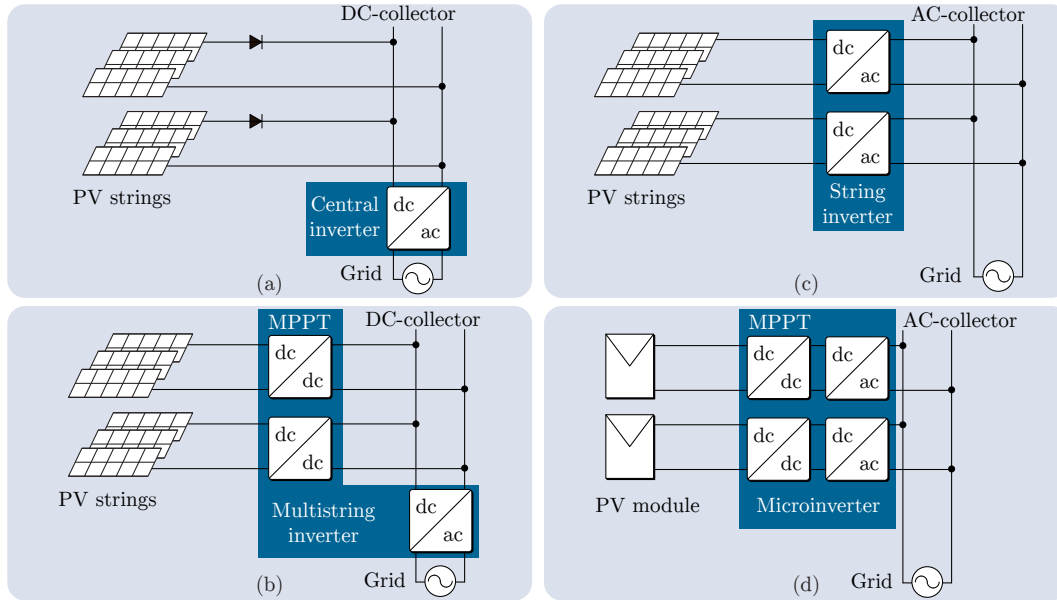 DC-collector
PV strings
Central
inverter
dc
ac
Grid
(a)
AC-collector
dc
ac
dc
ac
PV strings
String
inverter
Grid
(c)
MPPT
DC-collector
dc
dc
dc
dc
PV strings
Multistring
inverter
dc
ac
Grid
(b)
MPPT
AC-collector
dc
dc
dc
ac
dc
dc
dc
ac
PV module
Microinverter
Grid
(d)